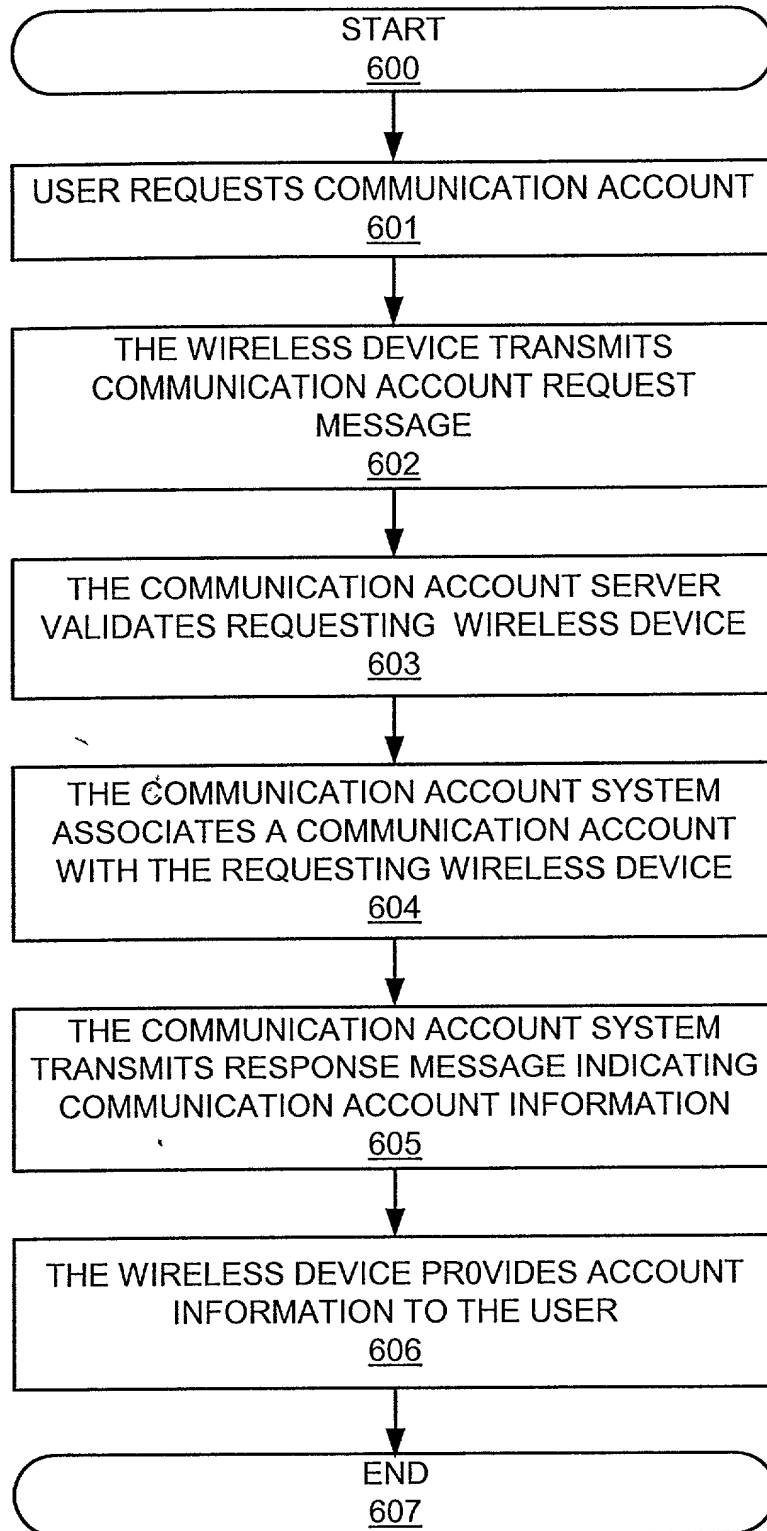 START
600
USER REQUESTS COMMUNICATION ACCOUNT
601
THE WIRELESS DEVICE TRANSMITS
COMMUNICATION ACCOUNT REQUEST
MESSAGE
602
THE COMMUNICATION ACCOUNT SERVER
VALIDATES REQUESTING WIRELESS DEVICE
603
THE COMMUNICATION ACCOUNT SYSTEM
ASSOCIATES A COMMUNICATION ACCOUNT
WITH THE REQUESTING WIRELESS DEVICE
604
THE COMMUNICATION ACCOUNT SYSTEM
TRANSMITS RESPONSE MESSAGE INDICATING
COMMUNICATION ACCOUNT INFORMATION
605
THE WIRELESS DEVICE PR0VIDES ACCOUNT
INFORMATION TO THE USER
606
END
607